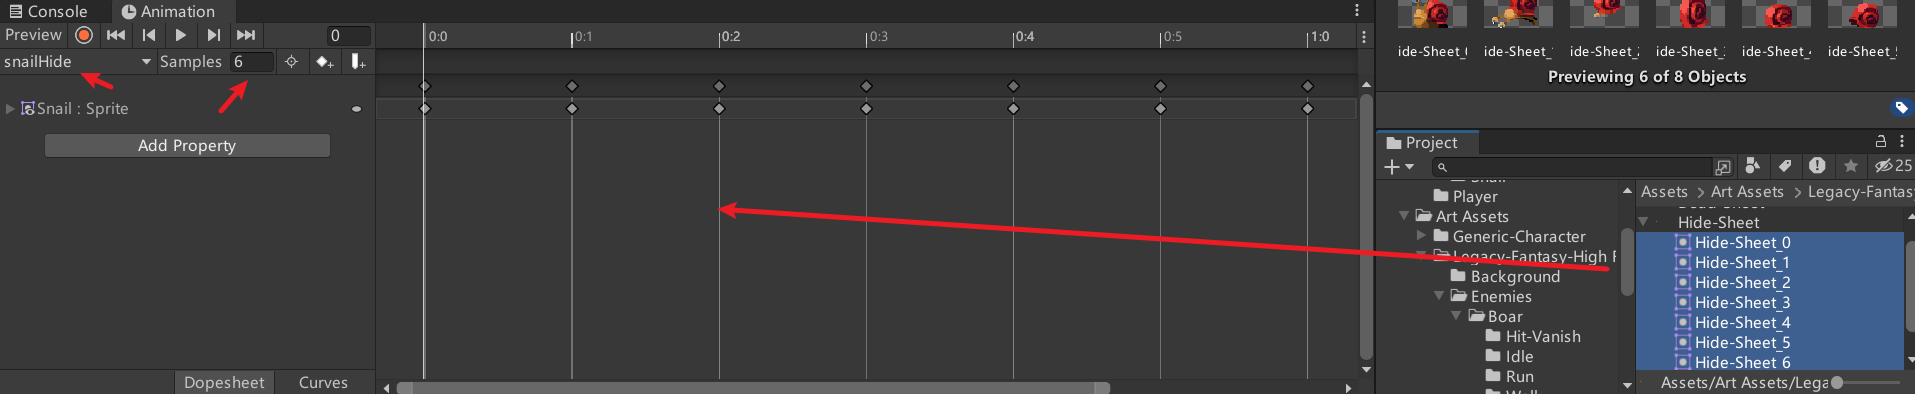 Console
Animation
Preview
0
0:0
0:1
0:2
0:3
0:4
0:5
1:0
snailHide
Samples 6
Snail : Sprite
Add Property
Dopesheet
Curves
ide-Sheet_
ide-Sheet_
ide-Sheet_
ide-Sheet_
ide-Sheet_
ide-Sheet_
Previewing 6 of 8 Objects
Project
25
Player
Art Assets
Generic-Character
Legacy-Fantasy-High F
Background
Enemies
Boar
Hit-Vanish
Idle
Run
Assets > Art Assets > Legacy-Fantas
Hide-Sheet
Hide-Sheet_0
Hide-Sheet_1
Hide-Sheet_2
Hide-Sheet_3
Hide-Sheet_4
Hide-Sheet_5
Hide-Sheet_6
Assets/Art Assets/Lega